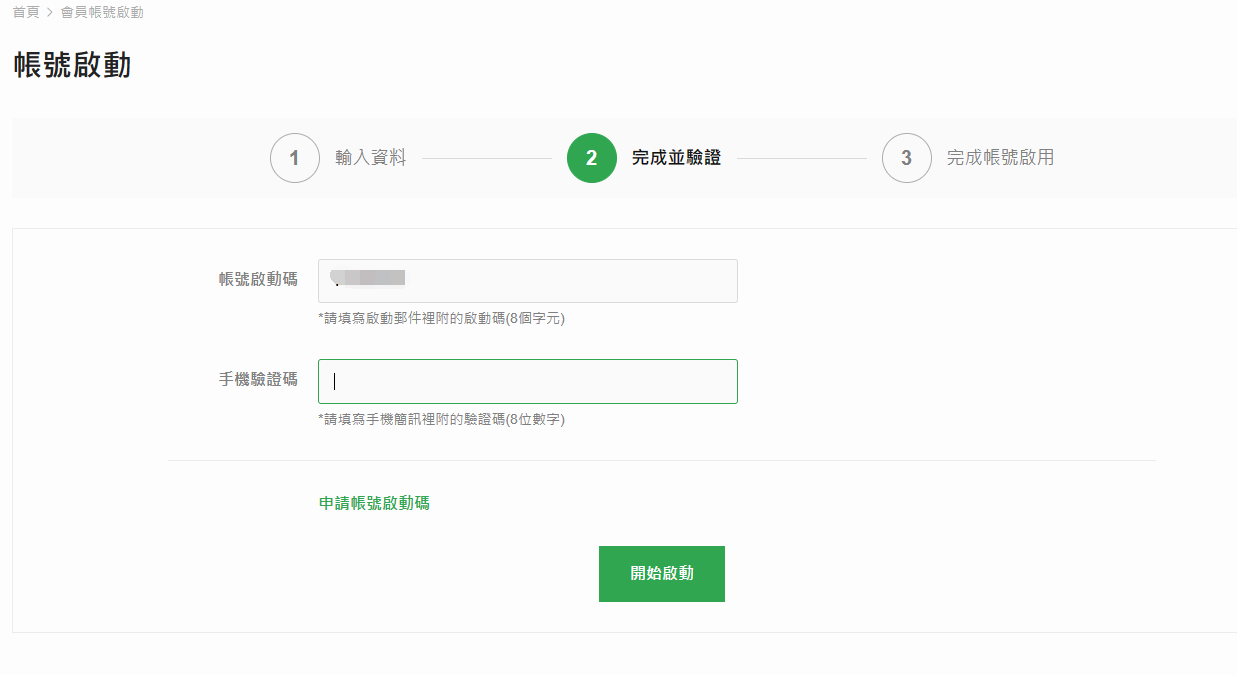 首頁 > 會員帳號啟動
帳號啟動
1 輸入資料 2 完成並驗證 3 完成帳號啟用
帳號啟動碼
*請填寫啟動郵件裡附的啟動碼(8個字元)
手機驗證碼
*請填寫手機簡訊裡附的驗證碼(8位數字)
申請帳號啟動碼
開始啟動